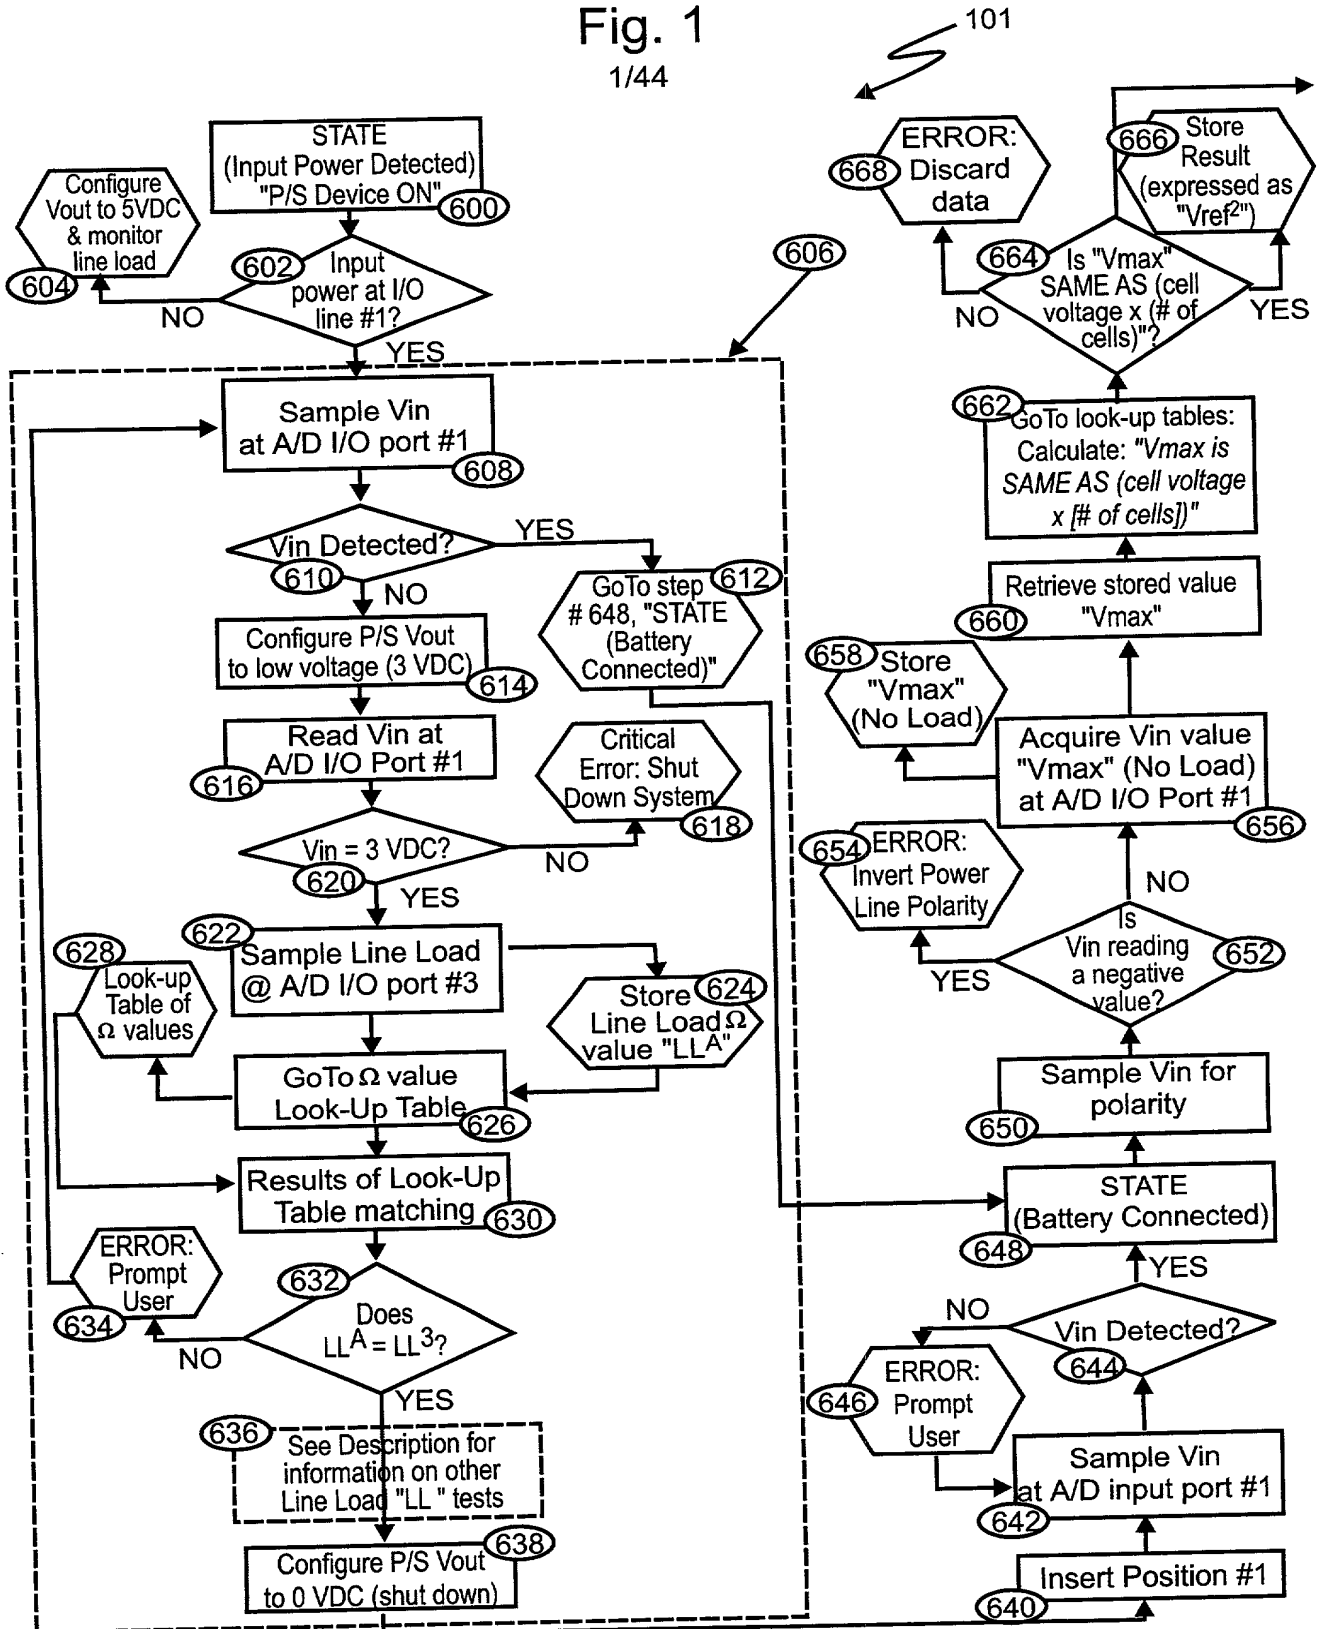 Fig. 1
1/44
101
STATE
(Input Power Detected)
"P/S Device ON"
600
Configure
Vout to 5VDC
& monitor
line load
604
602
Input
power at I/O
line #1?
NO
YES
606
Sample Vin
at A/D I/O port #1
608
Vin Detected?
610
YES
NO
GoTo step
# 648, "STATE
(Battery
Connected)"
612
Configure P/S Vout
to low voltage (3 VDC)
614
Read Vin at
A/D I/O Port #1
616
Critical
Error: Shut
Down System
618
Vin = 3 VDC?
620
NO
YES
622
Sample Line Load
@ A/D I/O port #3
Store
Line Load Ω
value "LLᴬ"
624
628
Look-up
Table of
Ω values
GoTo Ω value
Look-Up Table
626
Results of Look-Up
Table matching
630
ERROR:
Prompt
User
634
632
Does
LLᴬ = LL³?
NO
YES
636
See Description for
information on other
Line Load "LL " tests
638
Configure P/S Vout
to 0 VDC (shut down)
668
ERROR:
Discard
data
666
Store
Result
(expressed as
"Vref²")
664
Is "Vmax"
SAME AS (cell
voltage x (# of
cells)"?
NO
YES
662
GoTo look-up tables:
Calculate: "Vmax is
SAME AS (cell voltage
x [# of cells])"
Retrieve stored value
"Vmax"
660
658
Store
"Vmax"
(No Load)
Acquire Vin value
"Vmax" (No Load)
at A/D I/O Port #1
656
654
ERROR:
Invert Power
Line Polarity
NO
Is
Vin reading
a negative
value?
652
YES
Sample Vin for
polarity
650
STATE
(Battery Connected)
648
YES
NO
Vin Detected?
644
ERROR:
Prompt
User
646
Sample Vin
at A/D input port #1
642
Insert Position #1
640